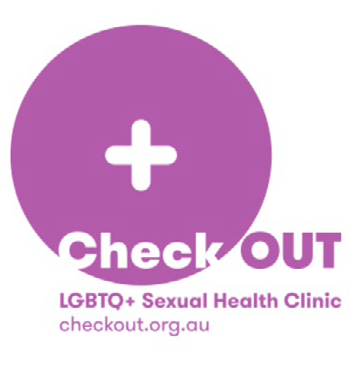 Check OUT
LGBTQ+ Sexual Health Clinic
checkout.org.au